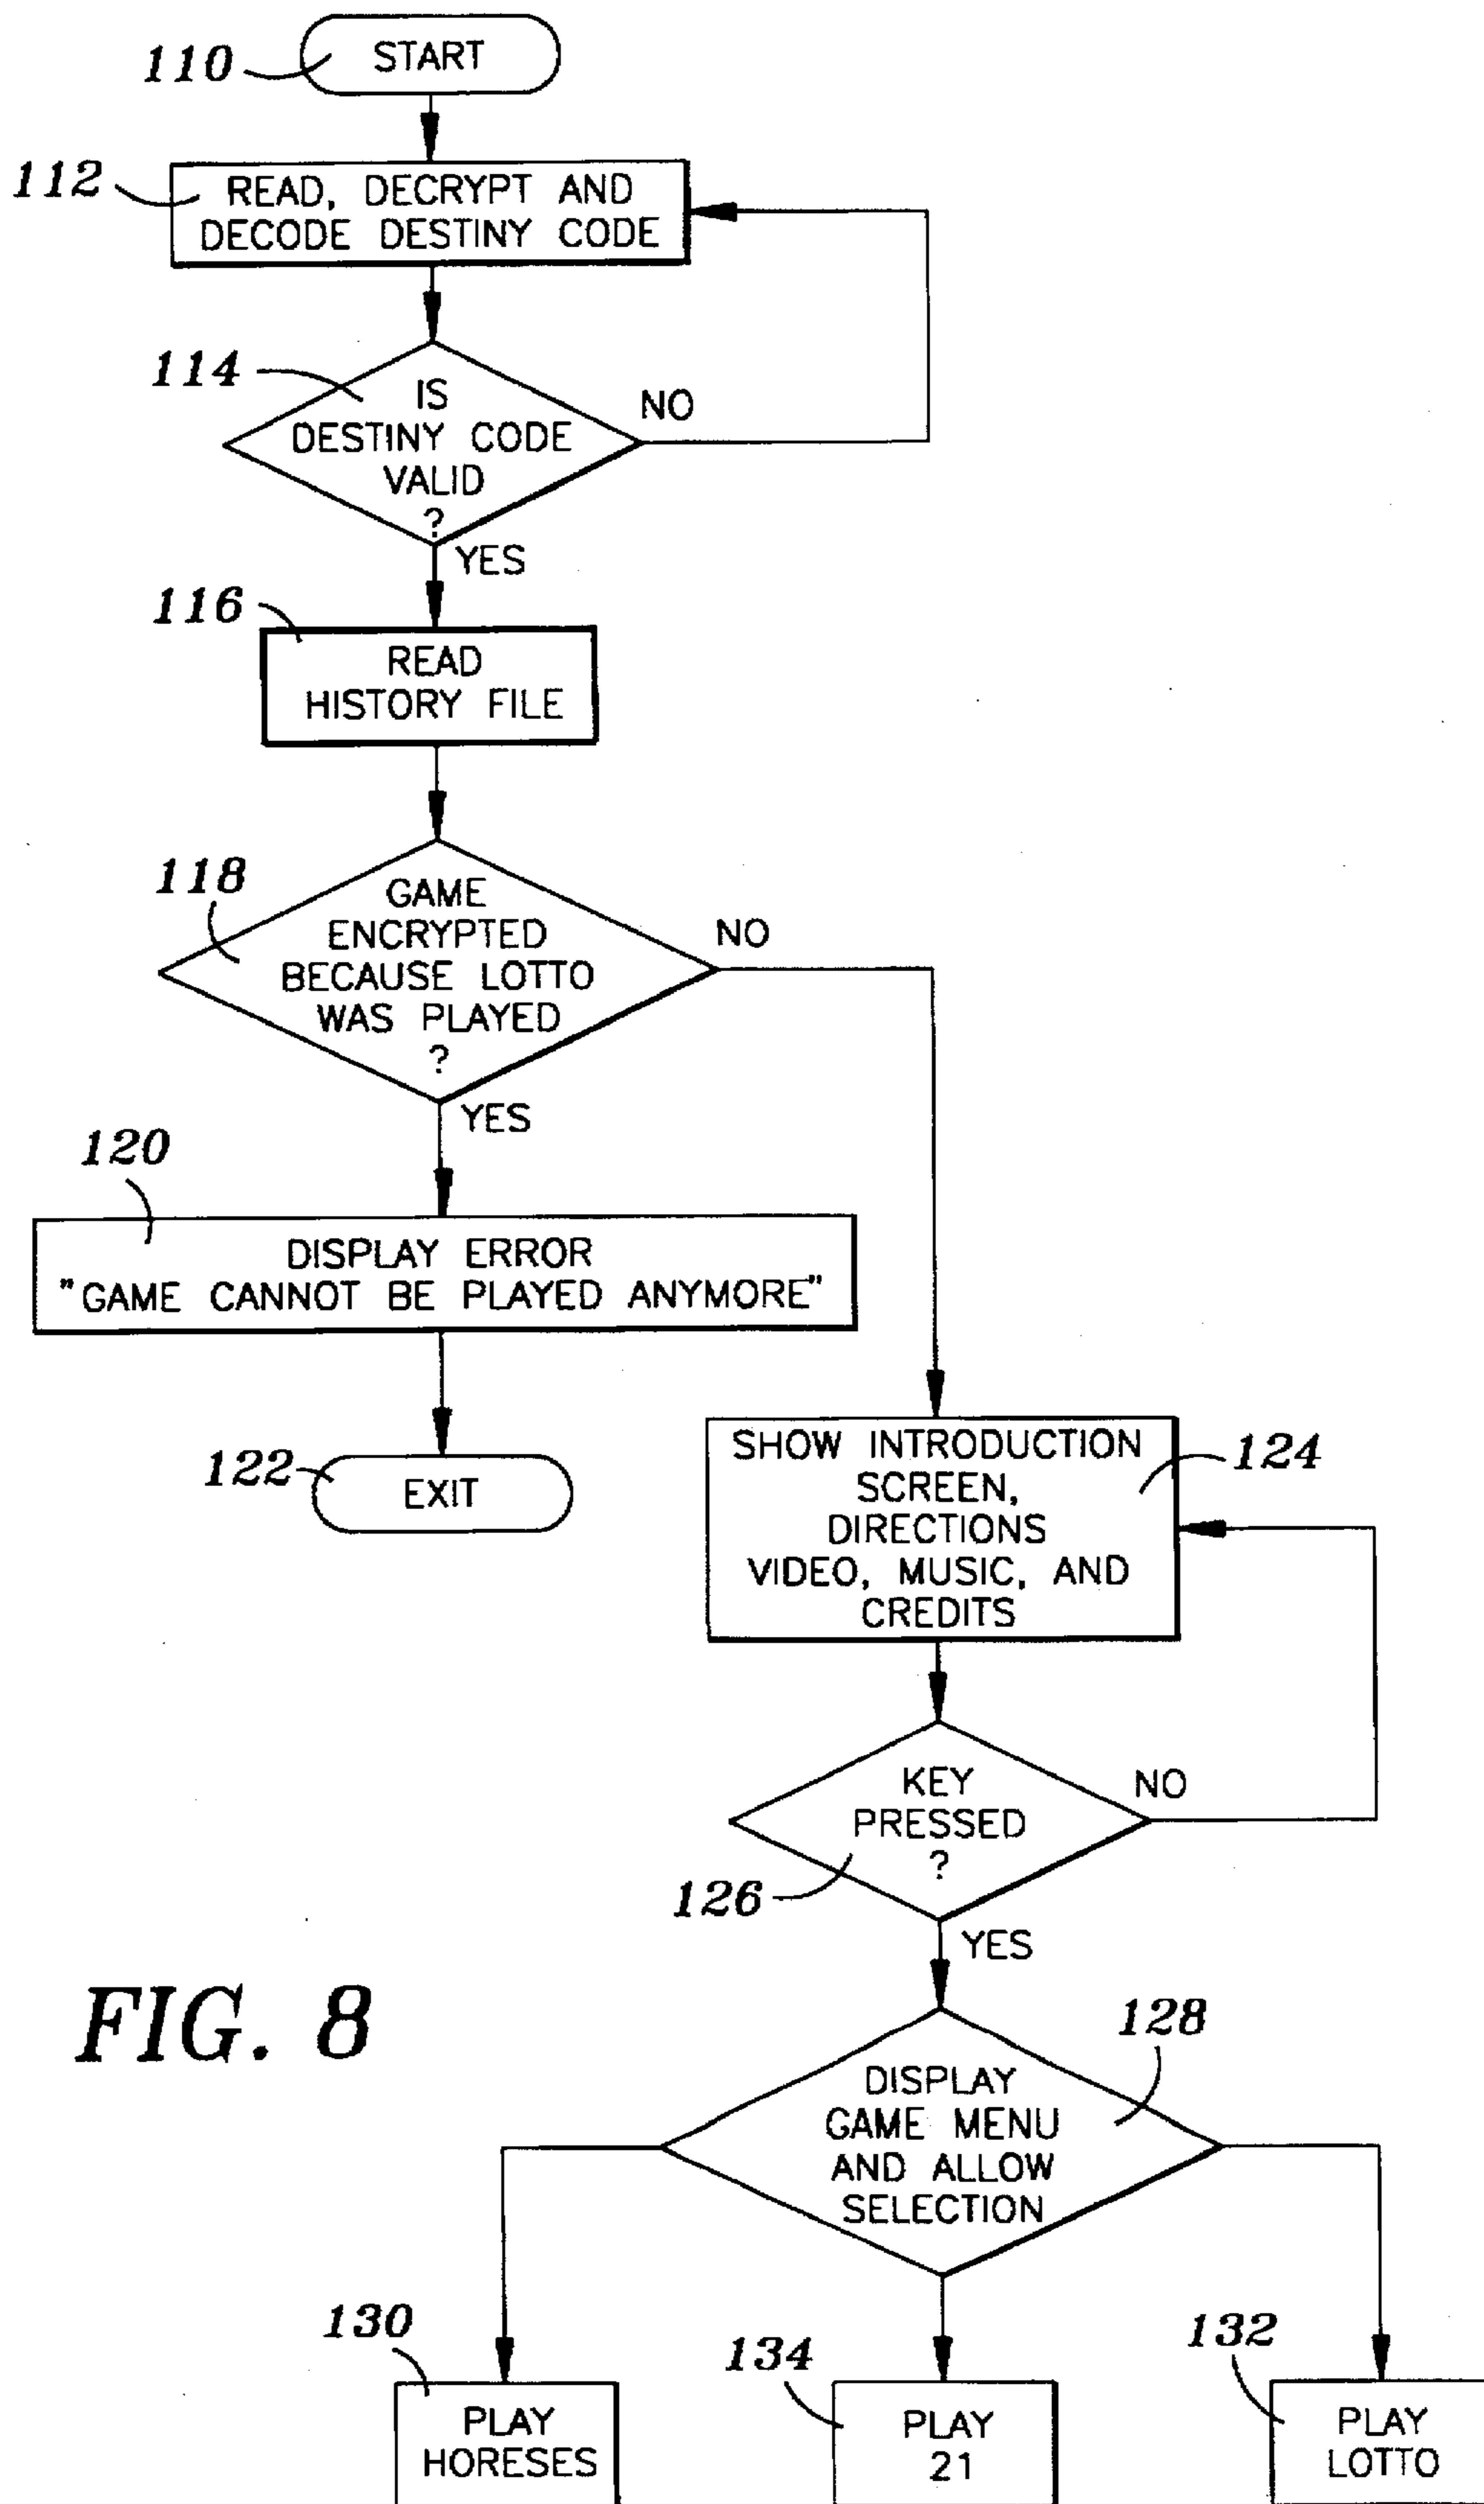 110
START
112
READ, DECRYPT AND
DECODE DESTINY CODE
114
IS
DESTINY CODE
VALID
?
NO
YES
116
READ
HISTORY FILE
118
GAME
ENCRYPTED
BECAUSE LOTTO
WAS PLAYED
?
NO
YES
120
DISPLAY ERROR
"GAME CANNOT BE PLAYED ANYMORE"
122
EXIT
SHOW INTRODUCTION
SCREEN,
DIRECTIONS
VIDEO, MUSIC, AND
CREDITS
124
KEY
PRESSED
?
NO
126
YES
FIG. 8
128
DISPLAY
GAME MENU
AND ALLOW
SELECTION
130
PLAY
HORESES
134
PLAY
21
132
PLAY
LOTTO